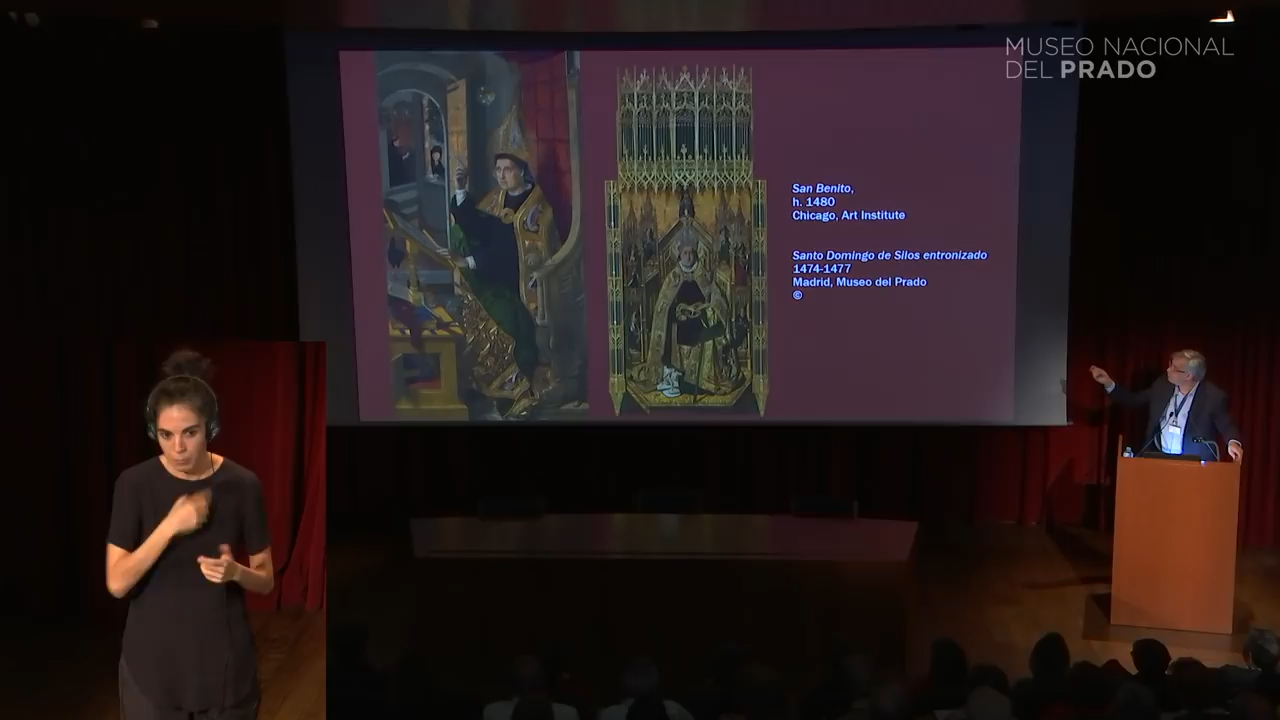 MUSEO NACIONAL
DEL PRADO
San Benito,
h. 1480
Chicago, Art Institute
Santo Domingo de Silos entronizado
1474-1477
Madrid, Museo del Prado
©